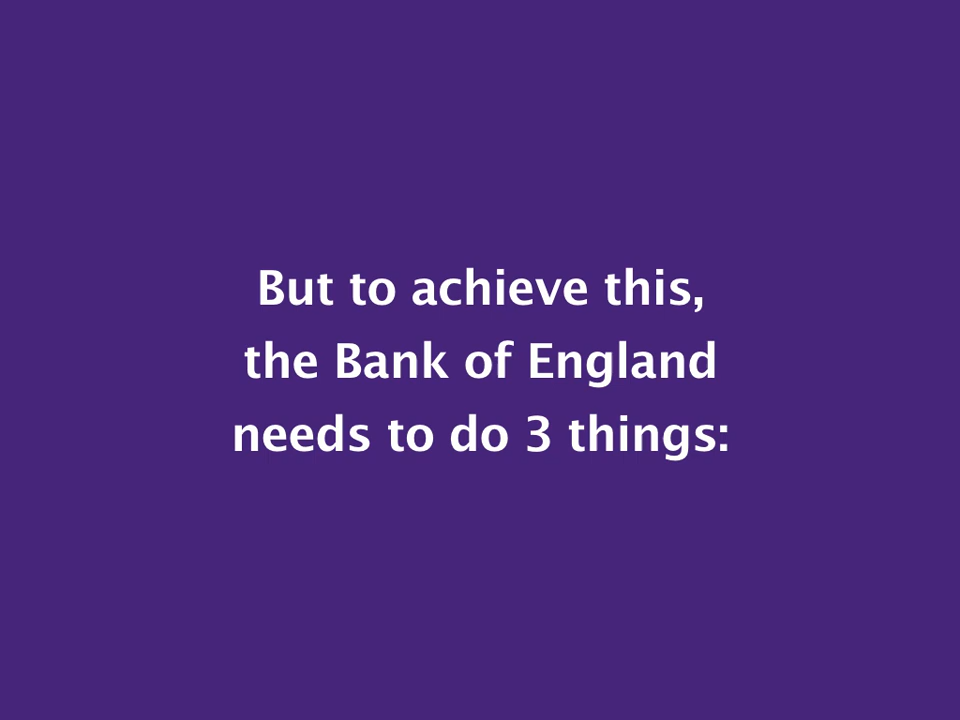 But to achieve this,
the Bank of England
needs to do 3 things: